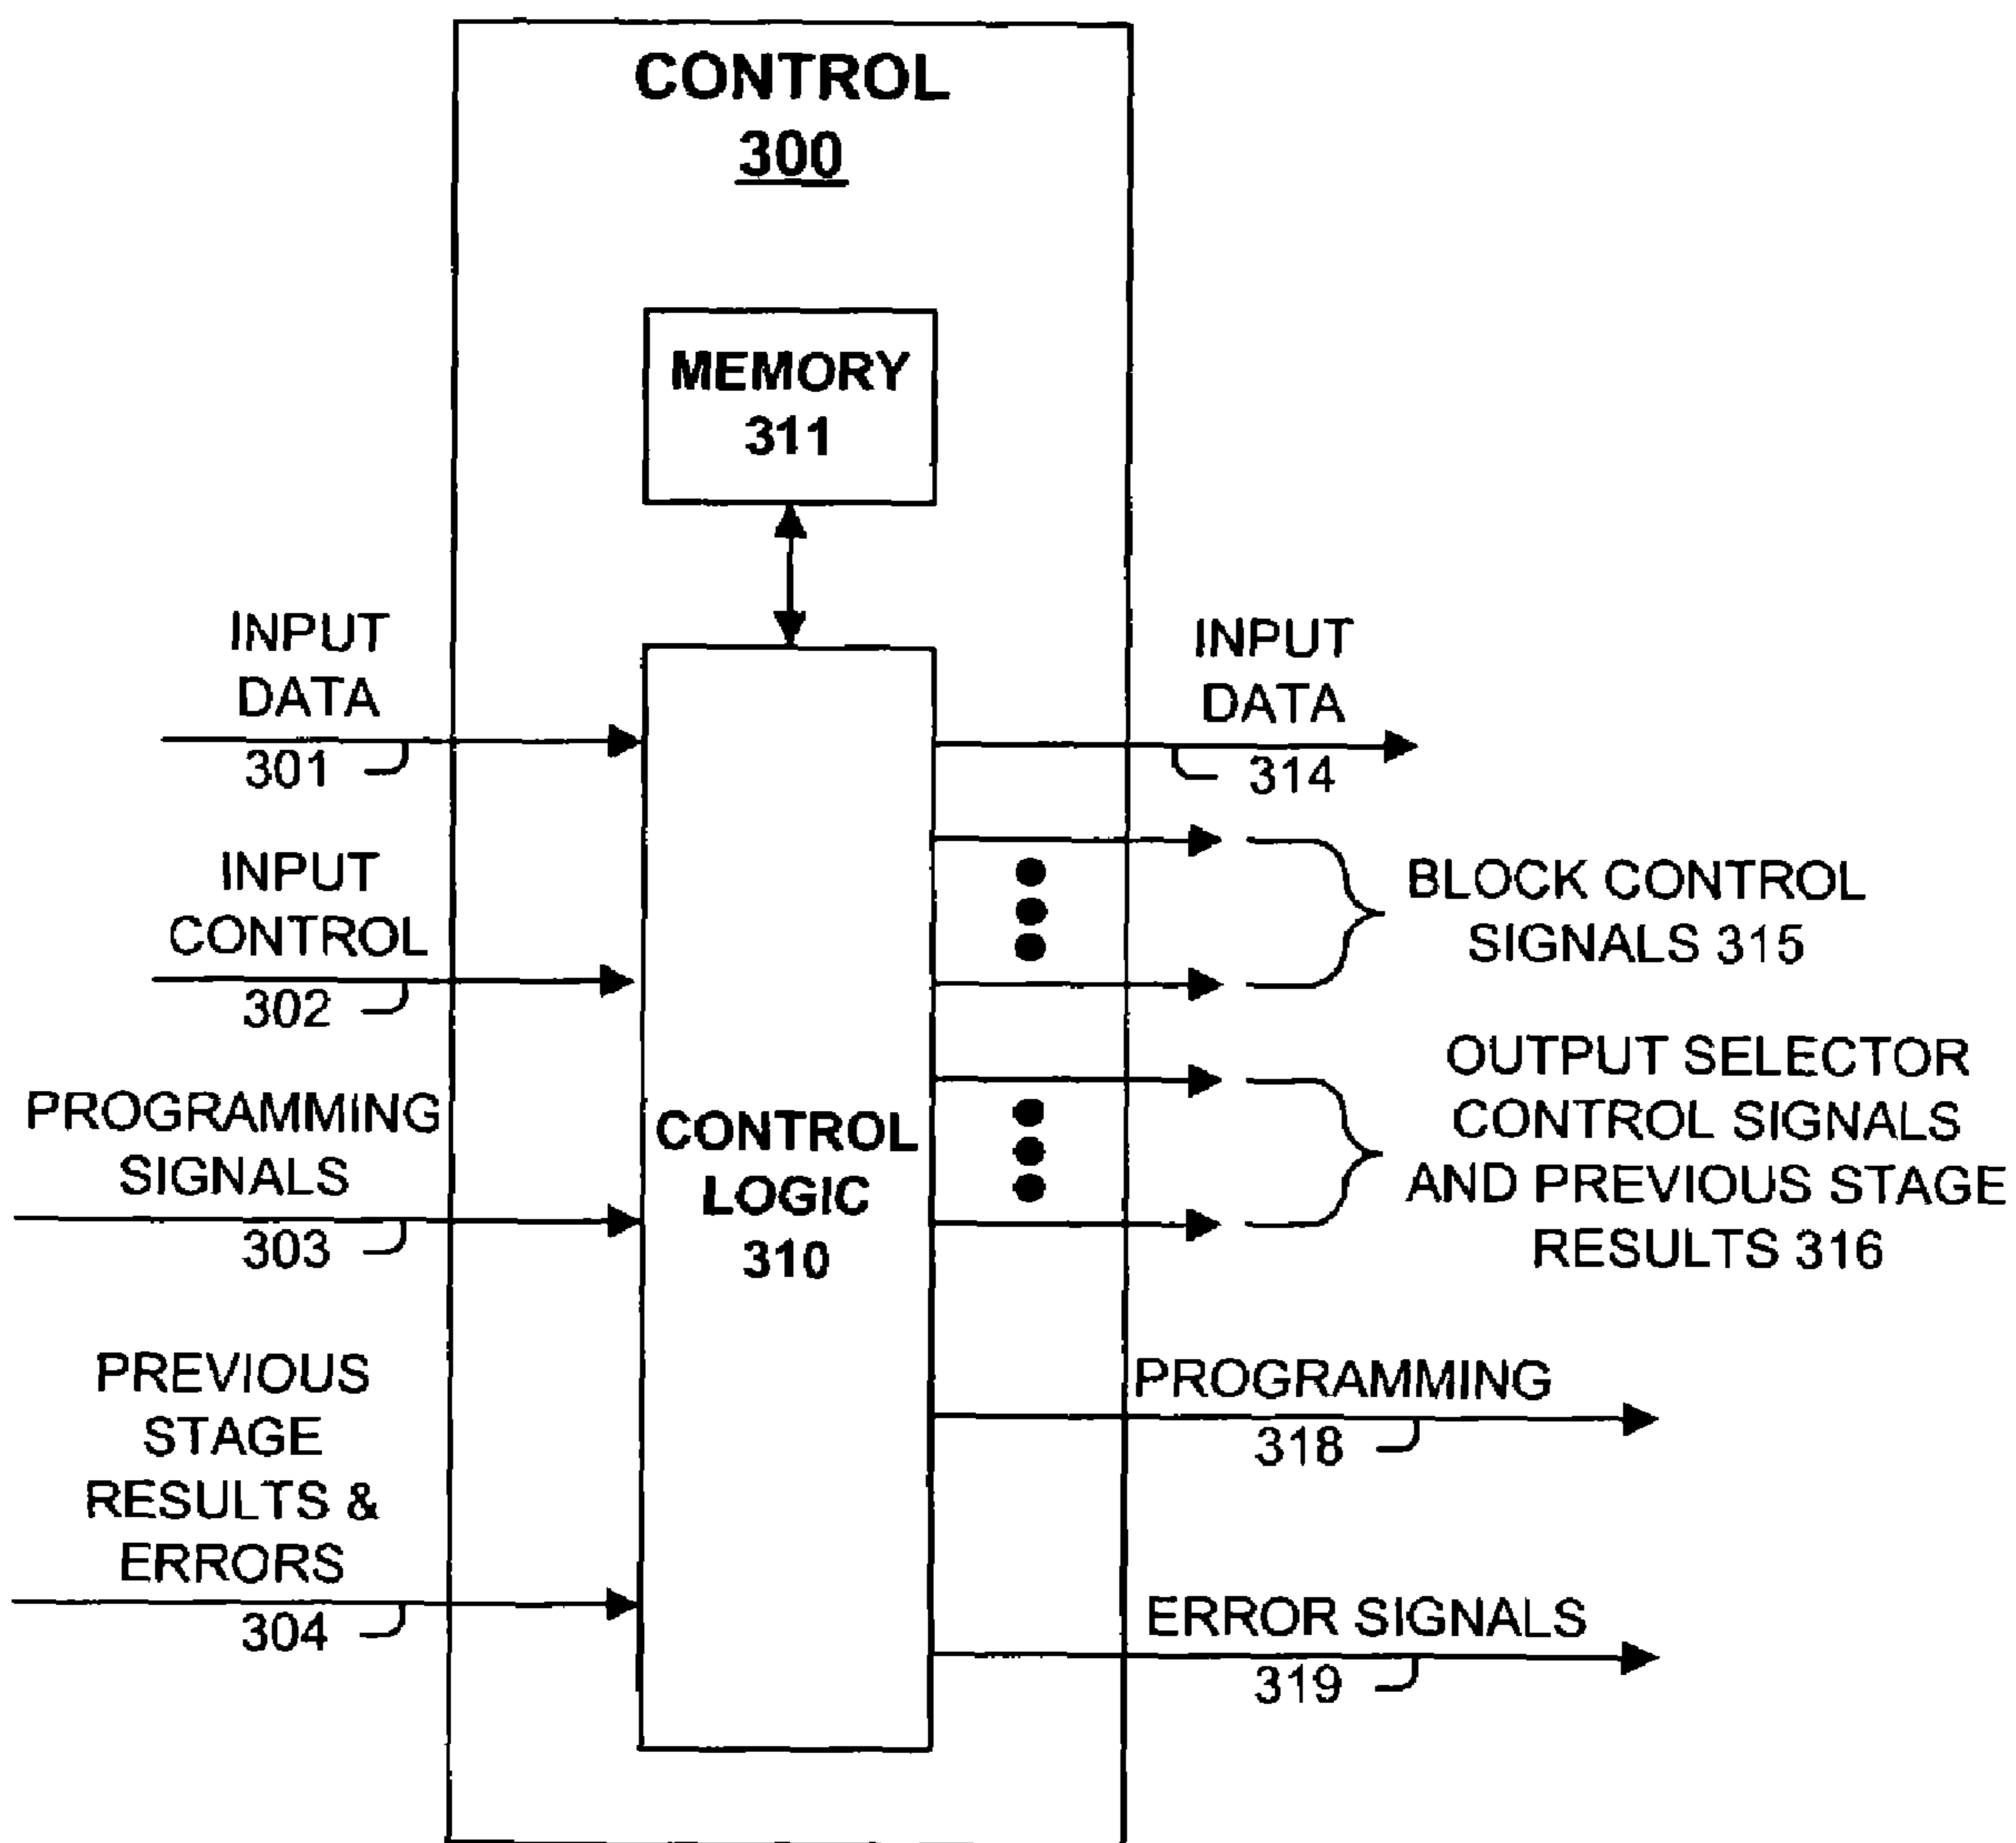 CONTROL
300
MEMORY
311
INPUT
DATA
301
INPUT
CONTROL
302
PROGRAMMING
SIGNALS
303
PREVIOUS
STAGE
RESULTS &
ERRORS
304
CONTROL
LOGIC
310
INPUT
DATA
314
BLOCK CONTROL
SIGNALS 315
OUTPUT SELECTOR
CONTROL SIGNALS
AND PREVIOUS STAGE
RESULTS 316
PROGRAMMING
318
ERROR SIGNALS
319